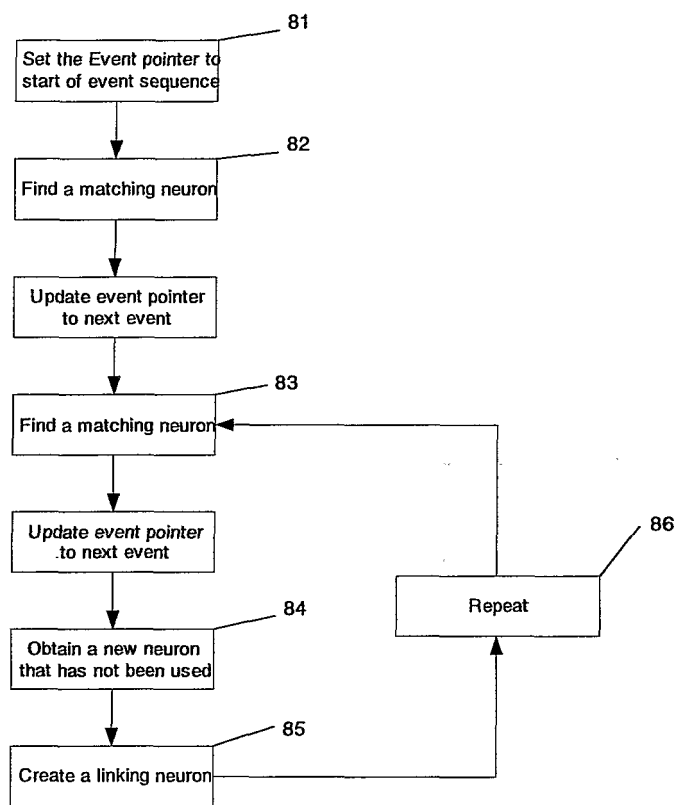 81
Set the Event pointer to
start of event sequence
82
Find a matching neuron
Update event pointer
to next event
83
Find a matching neuron
Update event pointer
.to next event
86
Repeat
84
Obtain a new neuron
that has not been used
85
Create a linking neuron